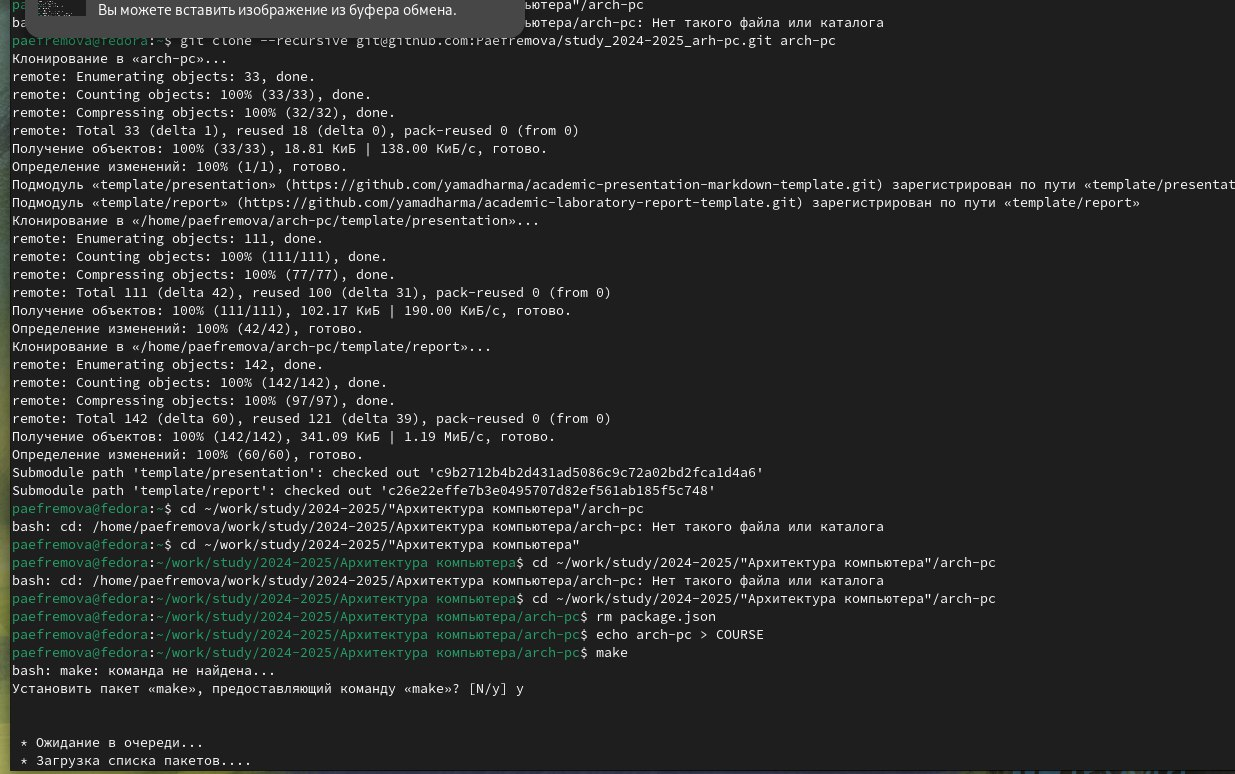 Вы можете вставить изображение из буфера обмена.
pa ьютера"/arch-pc
ba ьютера/arch-pc: Нет такого файла или каталога
paefremova@fedora:~$ git clone --recursive git@github.com:Paefremova/study_2024-2025_arh-pc.git arch-pc
Клонирование в «arch-pc»...
remote: Enumerating objects: 33, done.
remote: Counting objects: 100% (33/33), done.
remote: Compressing objects: 100% (32/32), done.
remote: Total 33 (delta 1), reused 18 (delta 0), pack-reused 0 (from 0)
Получение объектов: 100% (33/33), 18.81 КиБ | 138.00 КиБ/с, готово.
Определение изменений: 100% (1/1), готово.
Подмодуль «template/presentation» (https://github.com/yamadharma/academic-presentation-markdown-template.git) зарегистрирован по пути «template/presentat
Подмодуль «template/report» (https://github.com/yamadharma/academic-laboratory-report-template.git) зарегистрирован по пути «template/report»
Клонирование в «/home/paefremova/arch-pc/template/presentation»...
remote: Enumerating objects: 111, done.
remote: Counting objects: 100% (111/111), done.
remote: Compressing objects: 100% (77/77), done.
remote: Total 111 (delta 42), reused 100 (delta 31), pack-reused 0 (from 0)
Получение объектов: 100% (111/111), 102.17 КиБ | 190.00 КиБ/с, готово.
Определение изменений: 100% (42/42), готово.
Клонирование в «/home/paefremova/arch-pc/template/report»...
remote: Enumerating objects: 142, done.
remote: Counting objects: 100% (142/142), done.
remote: Compressing objects: 100% (97/97), done.
remote: Total 142 (delta 60), reused 121 (delta 39), pack-reused 0 (from 0)
Получение объектов: 100% (142/142), 341.09 КиБ | 1.19 МиБ/с, готово.
Определение изменений: 100% (60/60), готово.
Submodule path 'template/presentation': checked out 'c9b2712b4b2d431ad5086c9c72a02bd2fca1d4a6'
Submodule path 'template/report': checked out 'c26e22effe7b3e0495707d82ef561ab185f5c748'
paefremova@fedora:~$ cd ~/work/study/2024-2025/"Архитектура компьютера"/arch-pc
bash: cd: /home/paefremova/work/study/2024-2025/Архитектура компьютера/arch-pc: Нет такого файла или каталога
paefremova@fedora:~$ cd ~/work/study/2024-2025/"Архитектура компьютера"
paefremova@fedora:~/work/study/2024-2025/Архитектура компьютера$ cd ~/work/study/2024-2025/"Архитектура компьютера"/arch-pc
bash: cd: /home/paefremova/work/study/2024-2025/Архитектура компьютера/arch-pc: Нет такого файла или каталога
paefremova@fedora:~/work/study/2024-2025/Архитектура компьютера$ cd ~/work/study/2024-2025/"Архитектура компьютера"/arch-pc
paefremova@fedora:~/work/study/2024-2025/Архитектура компьютера/arch-pc$ rm package.json
paefremova@fedora:~/work/study/2024-2025/Архитектура компьютера/arch-pc$ echo arch-pc > COURSE
paefremova@fedora:~/work/study/2024-2025/Архитектура компьютера/arch-pc$ make
bash: make: команда не найдена...
Установить пакет «make», предоставляющий команду «make»? [N/y] y
* Ожидание в очереди...
* Загрузка списка пакетов....